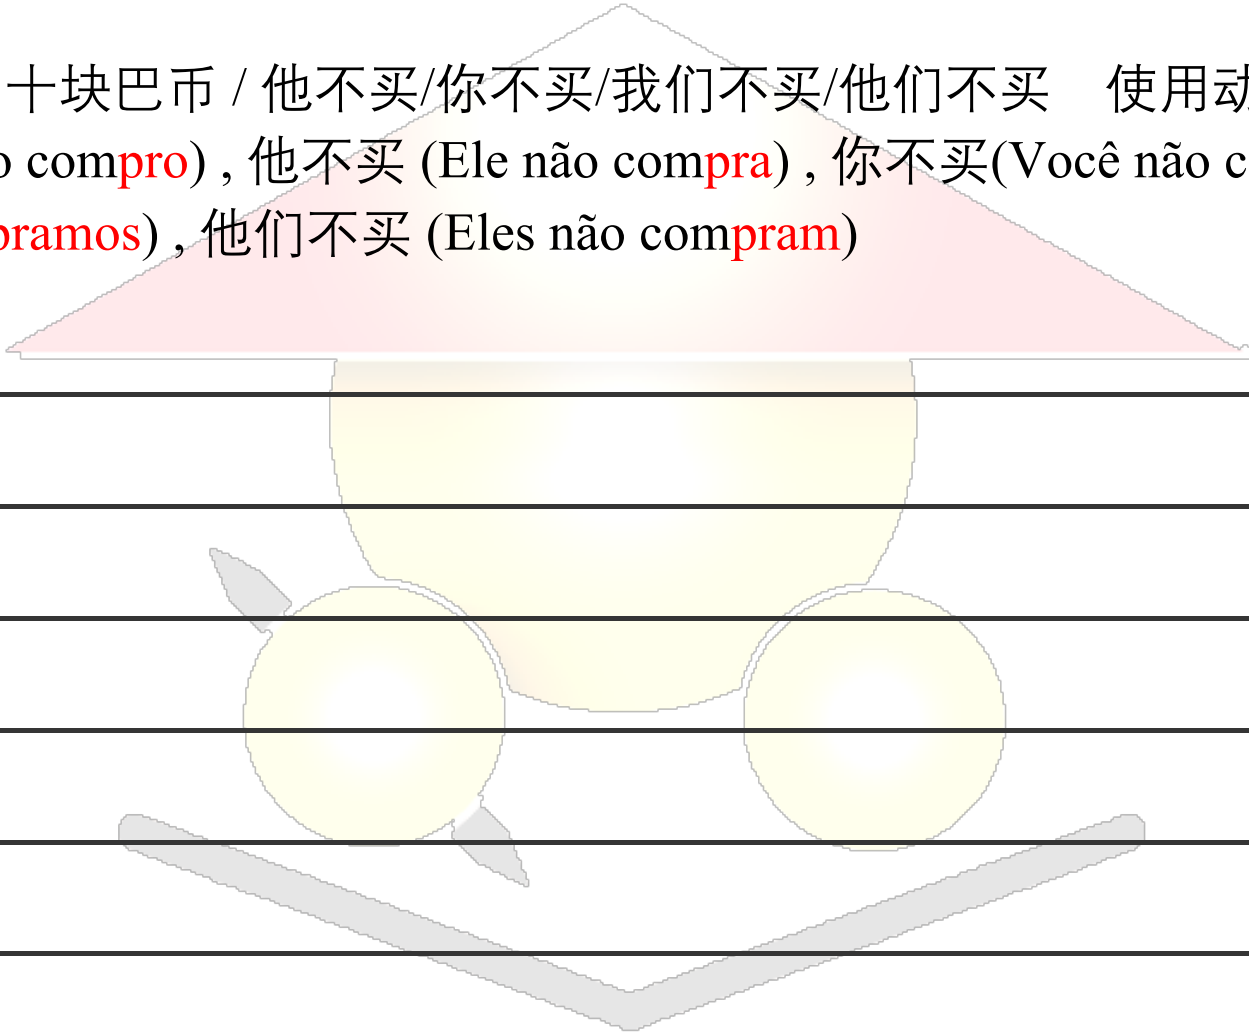 十块巴币 / 他不买/你不买/我们不买/他们不买 使用动
o compro) , 他不买 (Ele não compra) , 你不买(Você não c
pramos) , 他们不买 (Eles não compram)